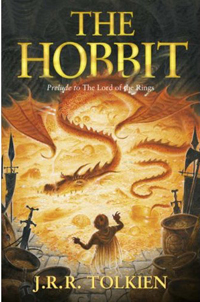 THE
HOBBIT
Prelude to The Lord of the Rings
J.R.R. TOLKIEN